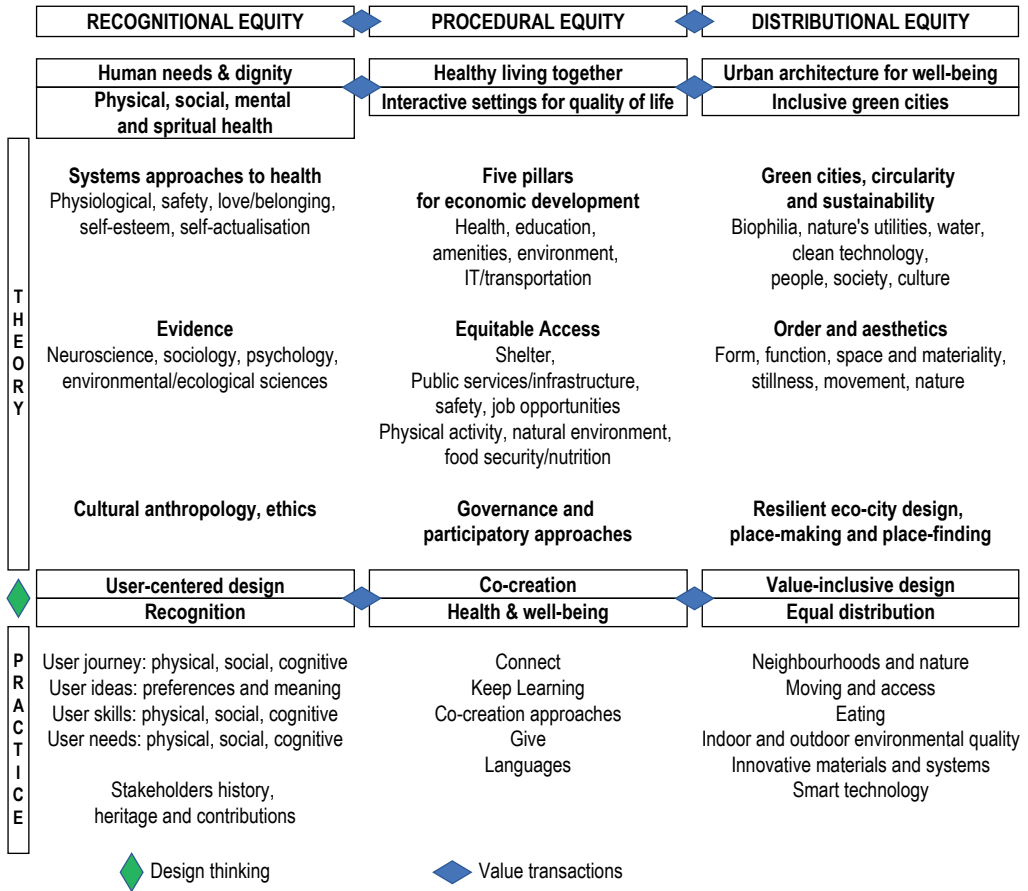 RECOGNITIONAL EQUITY
PROCEDURAL EQUITY
DISTRIBUTIONAL EQUITY
Human needs & dignity
Physical, social, mental
and spritual health
Healthy living together
Interactive settings for quality of life
Urban architecture for well-being
Inclusive green cities
THEORY
Systems approaches to health
Physiological, safety, love/belonging,
self-esteem, self-actualisation
Five pillars
for economic development
Health, education,
amenities, environment,
IT/transportation
Green cities, circularity
and sustainability
Biophilia, nature's utilities, water,
clean technology,
people, society, culture
Evidence
Neuroscience, sociology, psychology,
environmental/ecological sciences
Equitable Access
Shelter,
Public services/infrastructure,
safety, job opportunities
Physical activity, natural environment,
food security/nutrition
Order and aesthetics
Form, function, space and materiality,
stillness, movement, nature
Cultural anthropology, ethics
Governance and
participatory approaches
Resilient eco-city design,
place-making and place-finding
User-centered design
Recognition
Co-creation
Health & well-being
Value-inclusive design
Equal distribution
PRACTICE
User journey: physical, social, cognitive
User ideas: preferences and meaning
User skills: physical, social, cognitive
User needs: physical, social, cognitive
Stakeholders history,
heritage and contributions
Connect
Keep Learning
Co-creation approaches
Give
Languages
Neighbourhoods and nature
Moving and access
Eating
Indoor and outdoor environmental quality
Innovative materials and systems
Smart technology
Design thinking
Value transactions